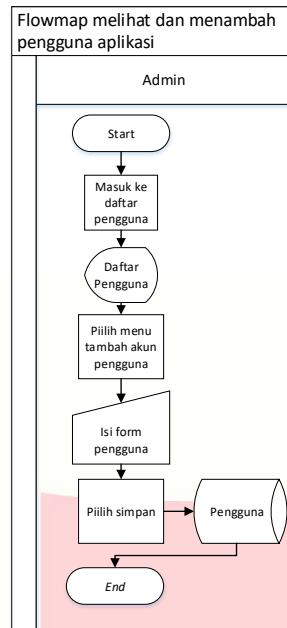 Flowmap melihat dan menambah
pengguna aplikasi
Admin
Start
Masuk ke
daftar
pengguna
Daftar
Pengguna
Piilih menu
tambah akun
pengguna
Isi form
pengguna
Piilih simpan
Pengguna
End